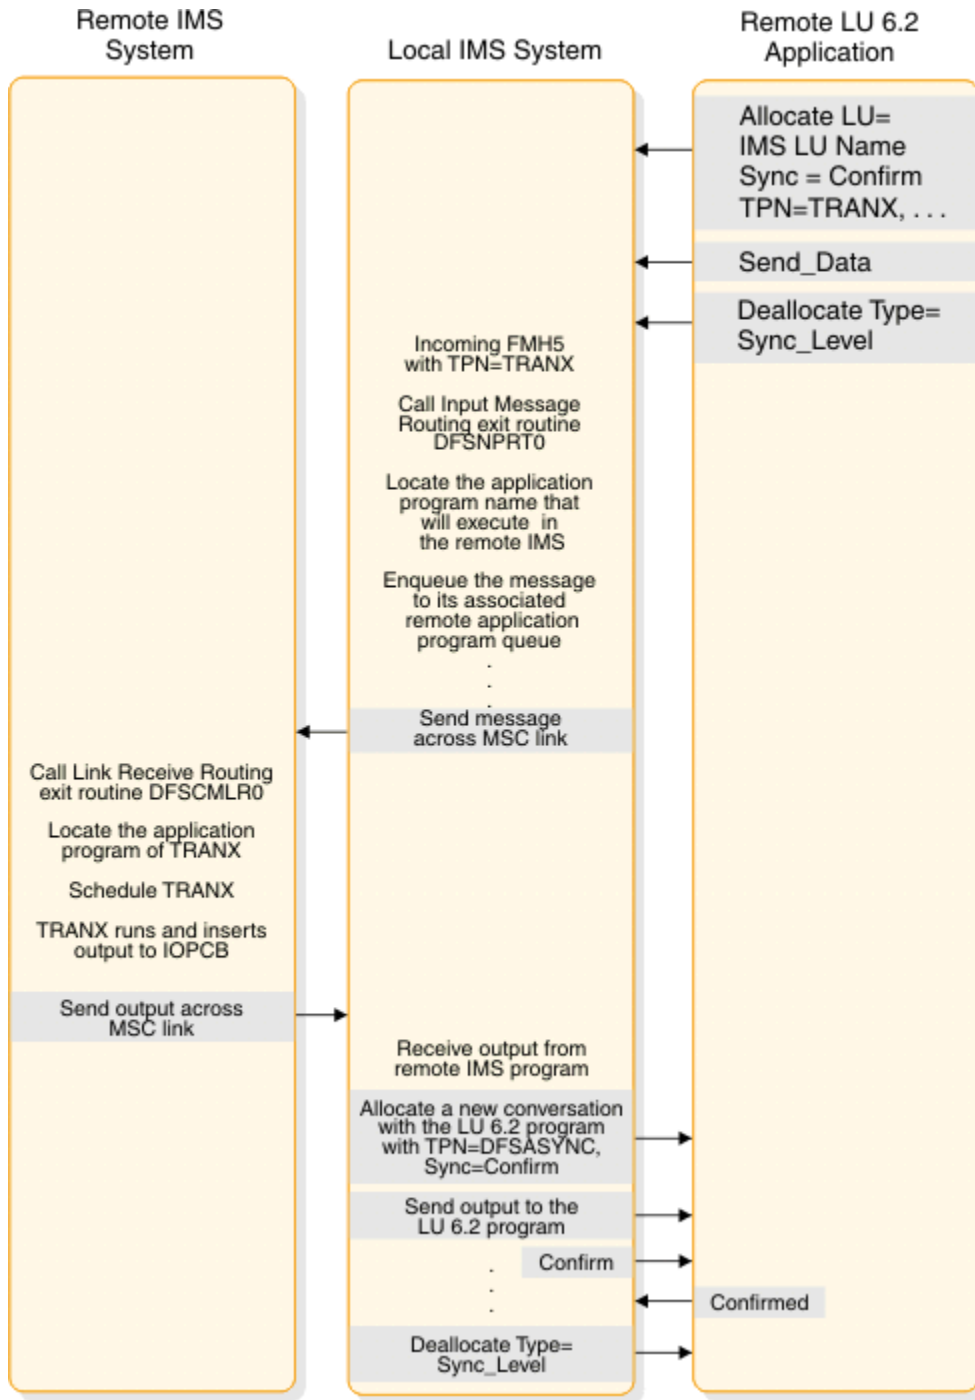 Remote IMS
System
Local IMS System
Remote LU 6.2
Application
Allocate LU=
IMS LU Name
Sync = Confirm
TPN=TRANX, . . .
Send_Data
Deallocate Type=
Sync_Level
Incoming FMH5
with TPN=TRANX
Call Input Message
Routing exit routine
DFSNPRT0
Locate the application
program name that
will execute in
the remote IMS
Enqueue the message
to its associated
remote application
program queue
.
.
.
Send message
across MSC link
Call Link Receive Routing
exit routine DFSCMLR0
Locate the application
program of TRANX
Schedule TRANX
TRANX runs and inserts
output to IOPCB
Send output across
MSC link
Receive output from
remote IMS program
Allocate a new conversation
with the LU 6.2 program
with TPN=DFSASYNC,
Sync=Confirm
Send output to the
LU 6.2 program
Confirm
.
.
.
Confirmed
Deallocate Type=
Sync_Level